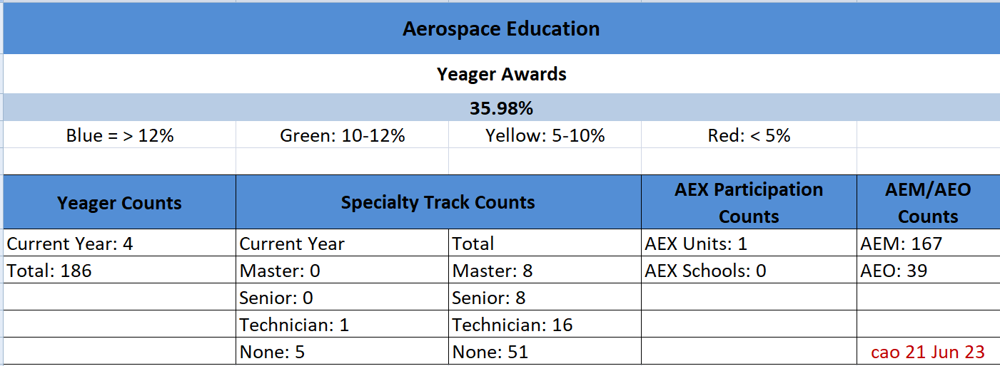 Aerospace Education
Yeager Awards
35.98%
Blue = > 12% Green: 10-12% Yellow: 5-10% Red: < 5%
Yeager Counts Specialty Track Counts AEX Participation Counts AEM/AEO Counts
Current Year: 4 Current Year Total AEX Units: 1 AEM: 167
Total: 186 Master: 0 Master: 8 AEX Schools: 0 AEO: 39
Senior: 0 Senior: 8
Technician: 1 Technician: 16
None: 5 None: 51 cao 21 Jun 23